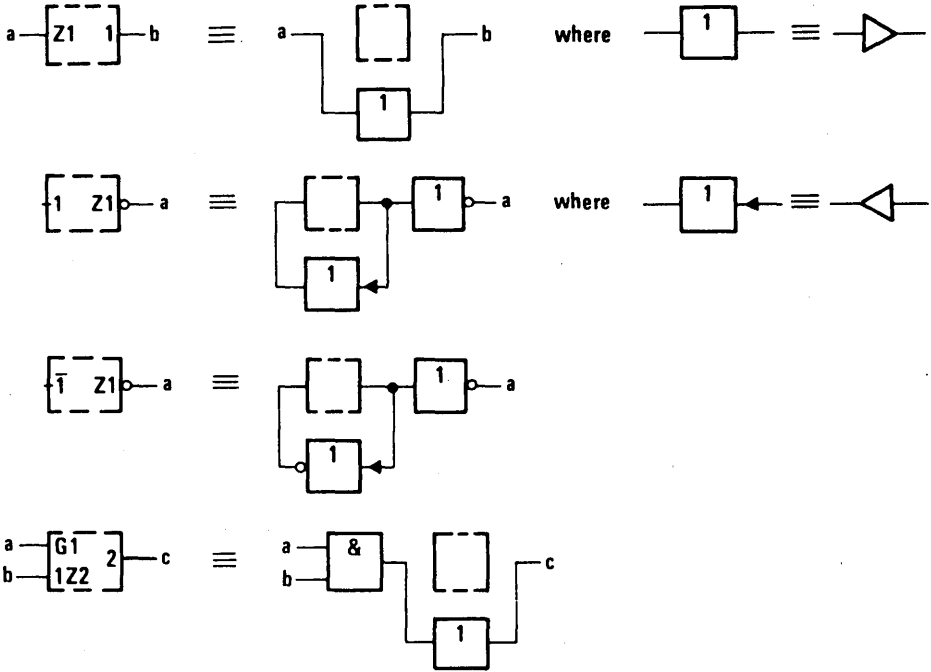 a Z1 1 b ≡ a b where 1 ≡
1
1 Z1 a ≡ 1 a where 1 ≡
1
1̅ Z1 a ≡ 1 a
1
a G1 2 c ≡ a & c
b 1Z2 b
1